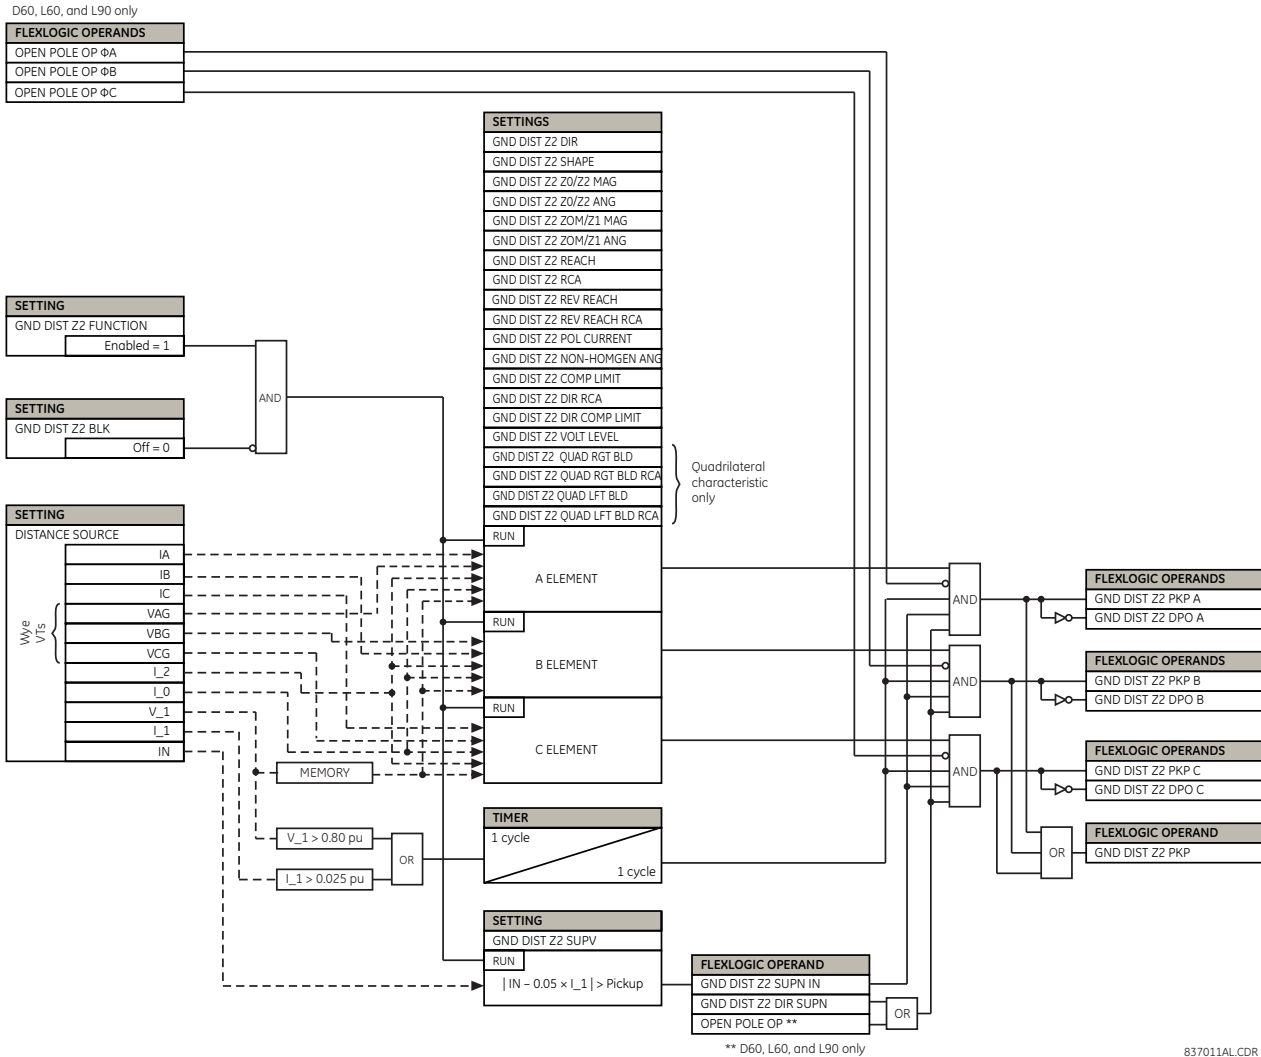 D60, L60, and L90 only
FLEXLOGIC OPERANDS
OPEN POLE OP ΦA
OPEN POLE OP ΦB
OPEN POLE OP ΦC
SETTINGS
GND DIST Z2 DIR
GND DIST Z2 SHAPE
GND DIST Z2 Z0/Z2 MAG
GND DIST Z2 Z0/Z2 ANG
GND DIST Z2 ZOM/Z1 MAG
GND DIST Z2 ZOM/Z1 ANG
GND DIST Z2 REACH
GND DIST Z2 RCA
GND DIST Z2 REV REACH
GND DIST Z2 REV REACH RCA
GND DIST Z2 POL CURRENT
GND DIST Z2 NON-HOMGEN ANG
GND DIST Z2 COMP LIMIT
GND DIST Z2 DIR RCA
GND DIST Z2 DIR COMP LIMIT
GND DIST Z2 VOLT LEVEL
GND DIST Z2 QUAD RGT BLD
GND DIST Z2 QUAD RGT BLD RCA
GND DIST Z2 QUAD LFT BLD
GND DIST Z2 QUAD LFT BLD RCA
Quadrilateral
characteristic
only
SETTING
GND DIST Z2 FUNCTION
Enabled = 1
SETTING
GND DIST Z2 BLK
Off = 0
AND
SETTING
DISTANCE SOURCE
IA
IB
IC
VAG
VBG
VCG
I_2
I_0
V_1
I_1
IN
Wye
VTs
RUN
A ELEMENT
RUN
B ELEMENT
RUN
C ELEMENT
MEMORY
V_1 > 0.80 pu
I_1 > 0.025 pu
OR
TIMER
1 cycle
1 cycle
SETTING
GND DIST Z2 SUPV
RUN
| IN – 0.05 × I_1 | > Pickup
FLEXLOGIC OPERAND
GND DIST Z2 SUPN IN
GND DIST Z2 DIR SUPN
OPEN POLE OP **
OR
** D60, L60, and L90 only
AND
AND
AND
FLEXLOGIC OPERANDS
GND DIST Z2 PKP A
GND DIST Z2 DPO A
FLEXLOGIC OPERANDS
GND DIST Z2 PKP B
GND DIST Z2 DPO B
FLEXLOGIC OPERANDS
GND DIST Z2 PKP C
GND DIST Z2 DPO C
OR
FLEXLOGIC OPERAND
GND DIST Z2 PKP
837011AL.CDR